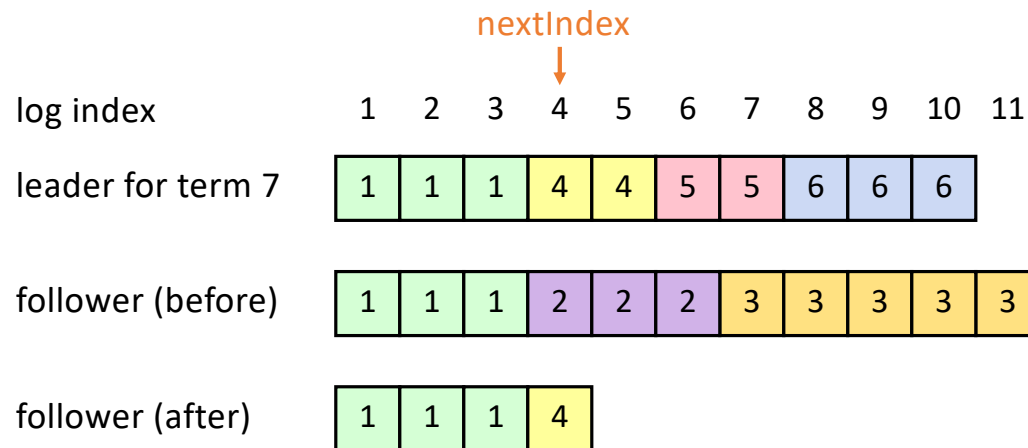 nextIndex
log index 1 2 3 4 5 6 7 8 9 10 11
leader for term 7 1 1 1 4 4 5 5 6 6 6
follower (before) 1 1 1 2 2 2 3 3 3 3 3
follower (after) 1 1 1 4